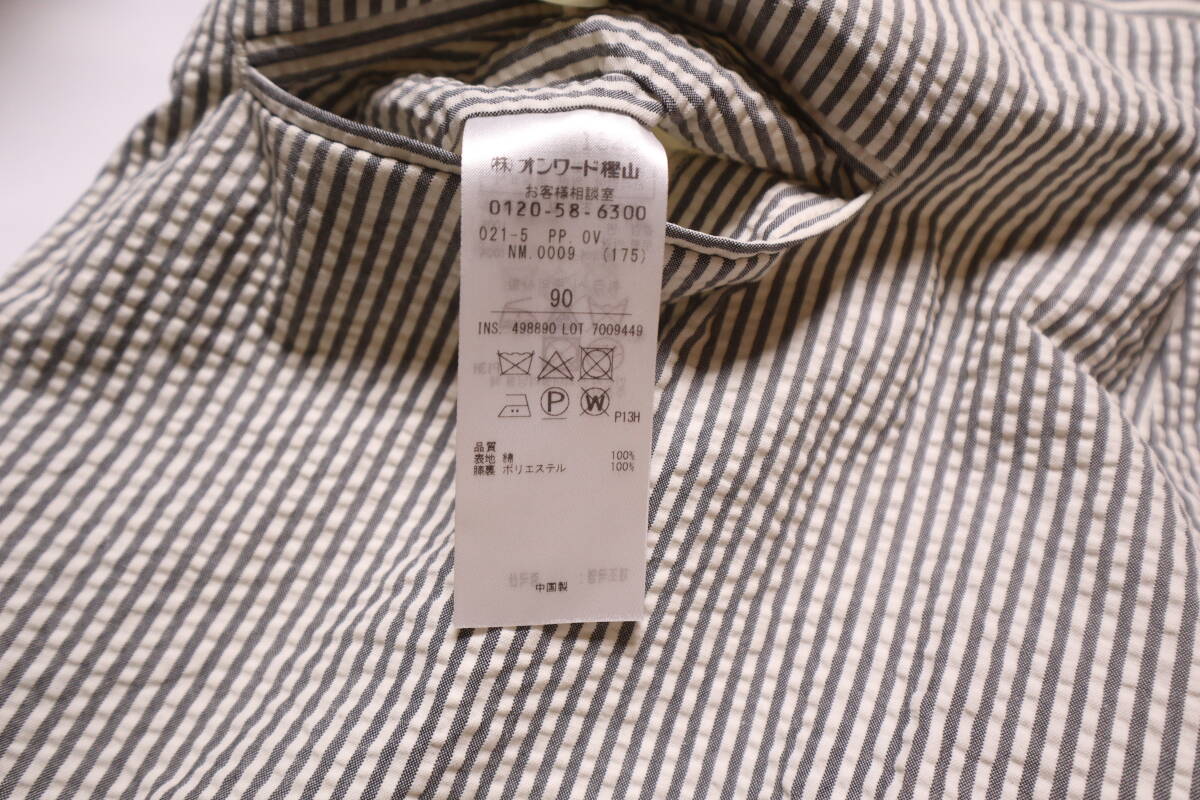 (株)オンワード樫山
お客様相談室
0120-58-6300
021-5 PP. OV
NM. 0009 (175)
90
INS. 498890 LOT 7009449
P W P13H
品質
表地 綿 100%
膝裏 ポリエステル 100%
中国製